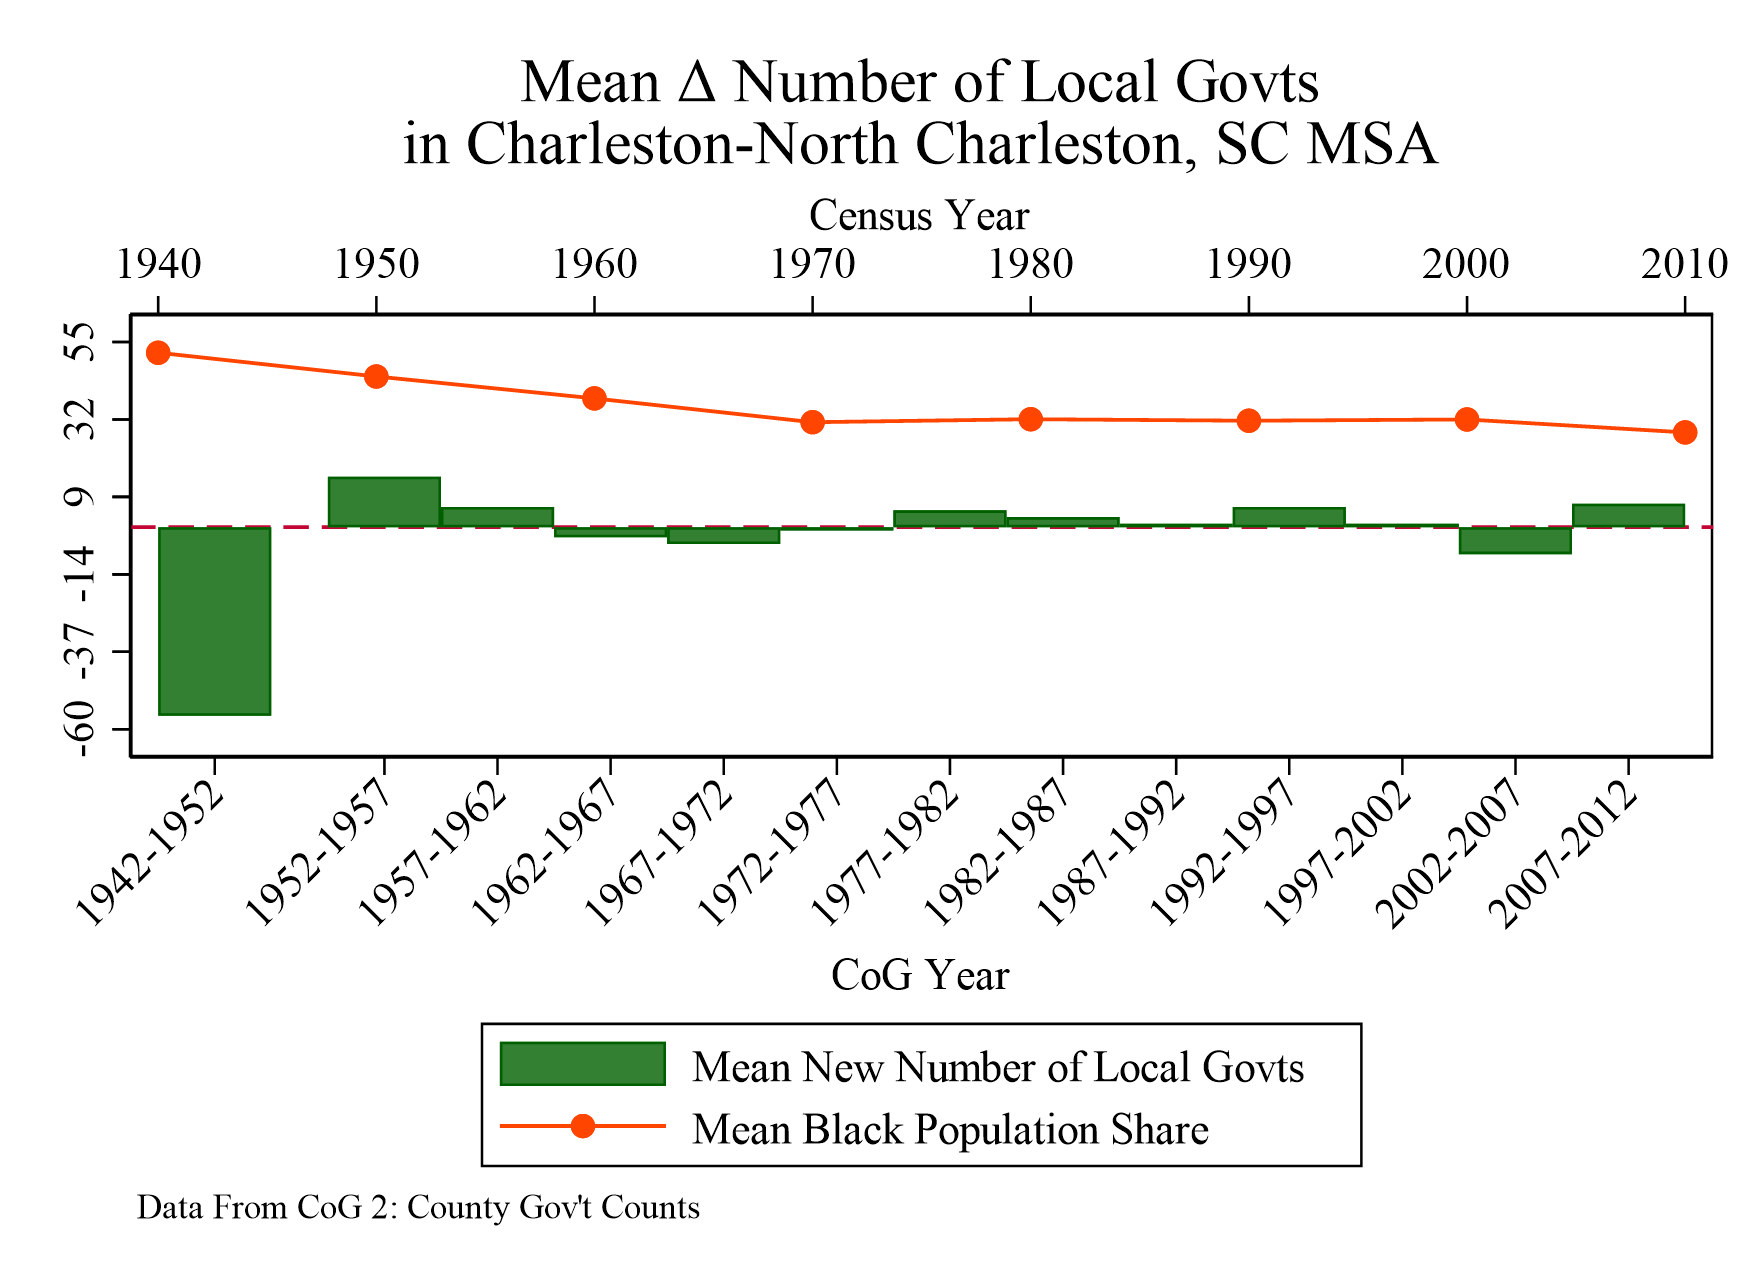 Mean Δ Number of Local Govts
in Charleston-North Charleston, SC MSA
Census Year
1940 1950 1960 1970 1980 1990 2000 2010
55
32
9
-14
-37
-60
1942-1952 1952-1957 1957-1962 1962-1967 1967-1972 1972-1977 1977-1982 1982-1987 1987-1992 1992-1997 1997-2002 2002-2007 2007-2012
CoG Year
Mean New Number of Local Govts
Mean Black Population Share
Data From CoG 2: County Gov't Counts